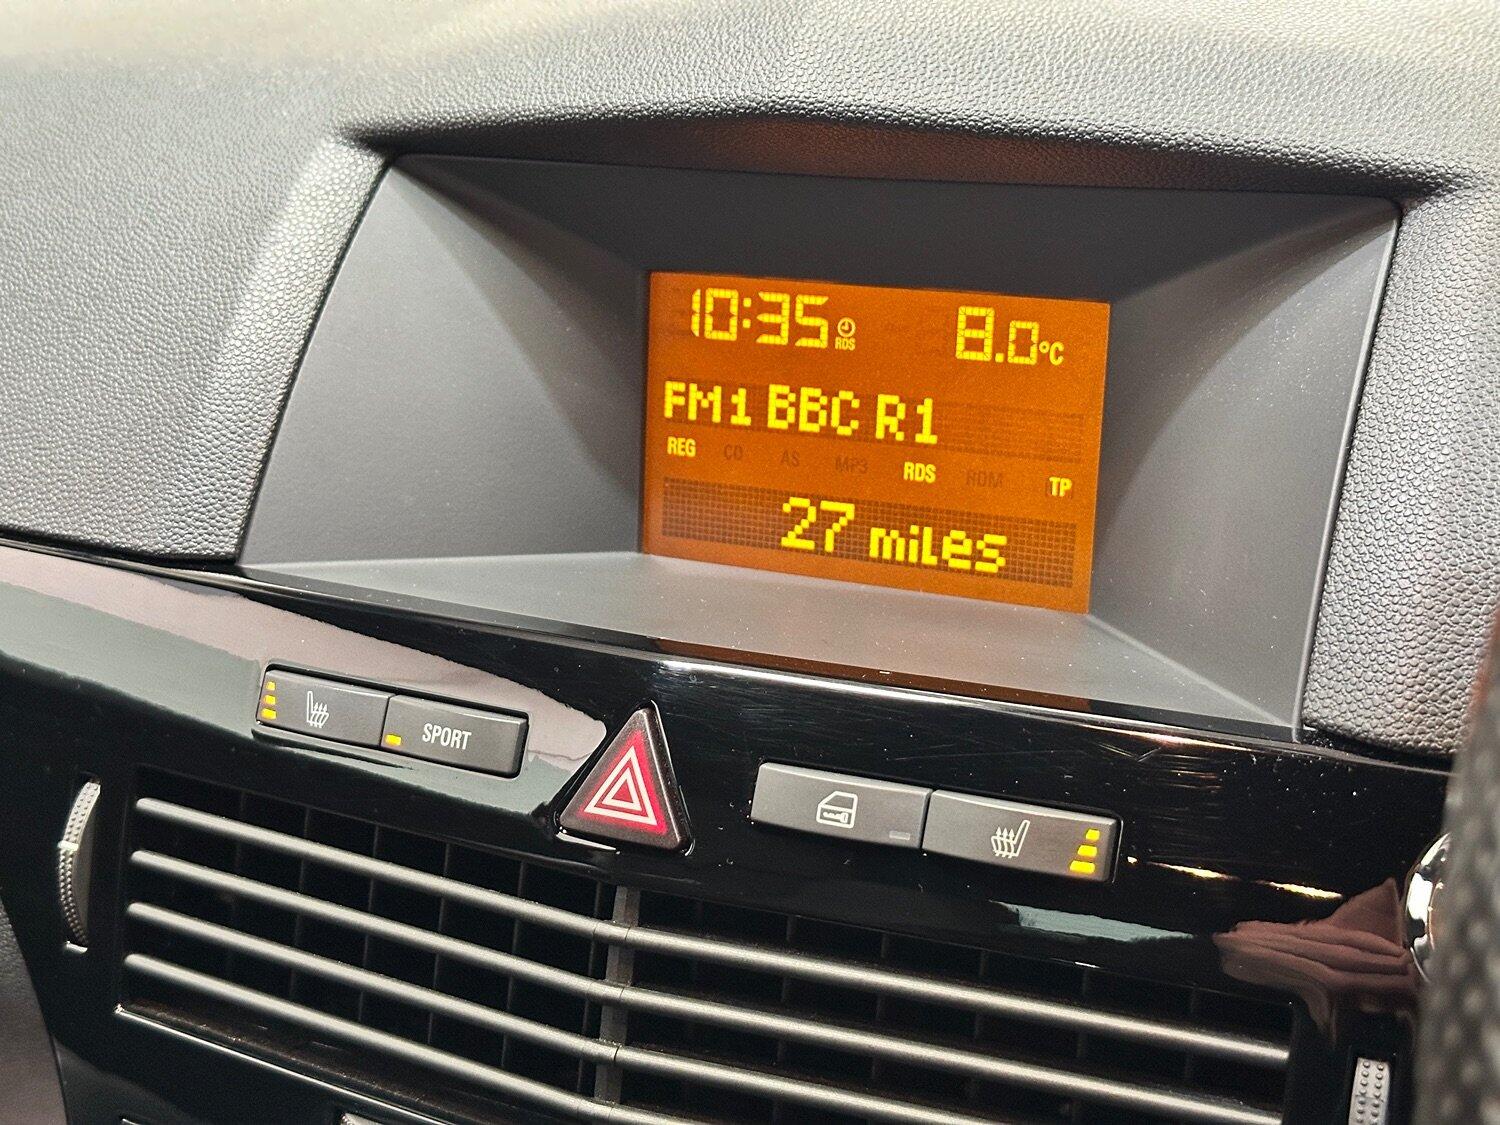 10:35 RDS 8.0°C
FM1 BBC R1
REG CD AS MP3 RDS RDM TP
27 miles
SPORT